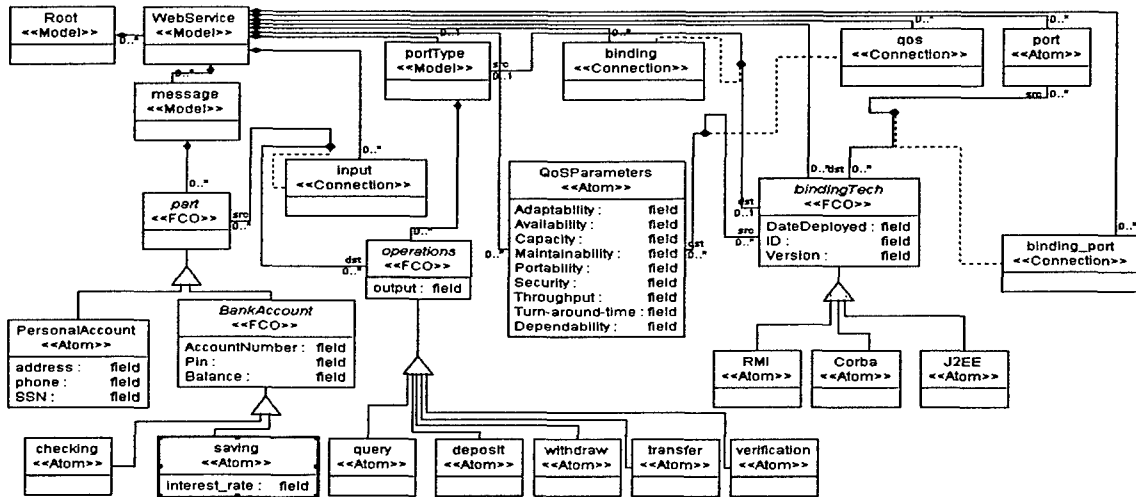 Root
<<Model>>
0.."
WebService
<<Model>>
0.."
message
<<Model>>
0.."
part
<<FCO>>
src
0.."
PersonalAccount
<<Atom>>
address : field
phone : field
SSN : field
BankAccount
<<FCO>>
AccountNumber : field
Pin : field
Balance : field
checking
<<Atom>>
saving
<<Atom>>
interest_rate : field
0.."
input
<<Connection>>
0..1
portType
<<Model>>
src
0..1
0.."
operations
<<FCO>>
output : field
dst
0.."
query
<<Atom>>
deposit
<<Atom>>
withdraw
<<Atom>>
transfer
<<Atom>>
verification
<<Atom>>
0.."
binding
<<Connection>>
0.."
QoSParameters
<<Atom>>
Adaptability : field
Availability : field
Capacity : field
Maintainability : field
Portability : field
Security : field
Throughput : field
Turn-around-time : field
Dependability : field
dst
0.."
0.."
qos
<<Connection>>
0.."
port
<<Atom>>
src
0.."
0.."
dst
0.."
dst
0..1
src
0.."
bindingTech
<<FCO>>
DateDeployed : field
ID : field
Version : field
0.."
binding_port
<<Connection>>
RMI
<<Atom>>
Corba
<<Atom>>
J2EE
<<Atom>>